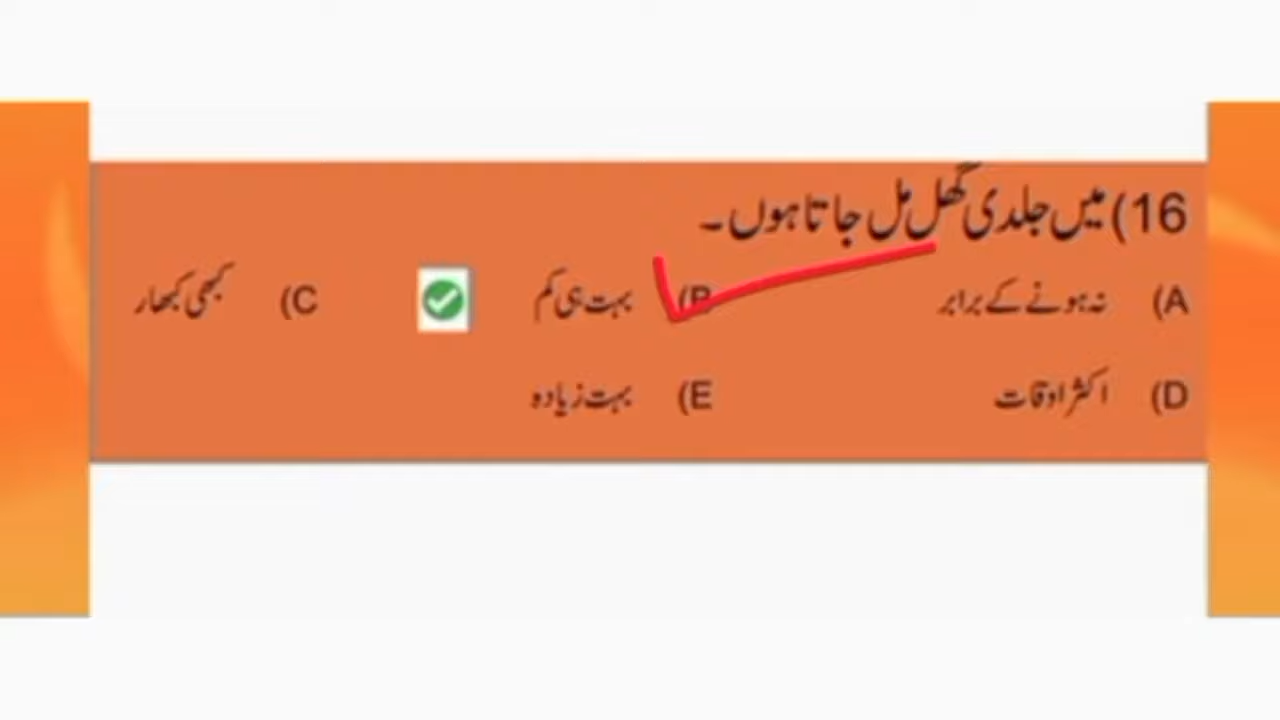 16) میں جلدی گھل مل جاتا ہوں۔
A) نہ ہونے کے برابر B) بہت ہی کم C) کبھی کبھار
D) اکثر اوقات E) بہت زیادہ